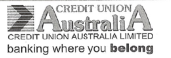 CREDIT UNION
AustraliA
CREDIT UNION AUSTRALIA LIMITED
banking where you belong